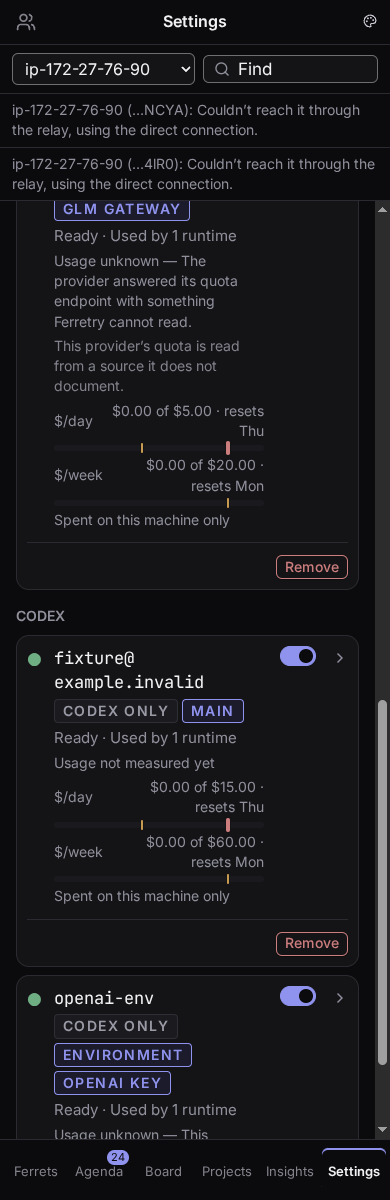 Settings
ip-172-27-76-90
Find
ip-172-27-76-90 (...NCYA): Couldn't reach it through
the relay, using the direct connection.
ip-172-27-76-90 (...4IR0): Couldn't reach it through the
relay, using the direct connection.
GLM GATEWAY
Ready · Used by 1 runtime
Usage unknown — The
provider answered its quota
endpoint with something
Ferretry cannot read.
This provider's quota is read
from a source it does not
document.
$/day
$0.00 of $5.00 · resets
Thu
$/week
$0.00 of $20.00 ·
resets Mon
Spent on this machine only
Remove
CODEX
fixture@
example.invalid
CODEX ONLY
MAIN
Ready · Used by 1 runtime
Usage not measured yet
$/day
$0.00 of $15.00 ·
resets Thu
$/week
$0.00 of $60.00 ·
resets Mon
Spent on this machine only
Remove
openai-env
CODEX ONLY
ENVIRONMENT
OPENAI KEY
Ready · Used by 1 runtime
Usage unknown — This
24
Ferrets
Agenda
Board
Projects
Insights
Settings